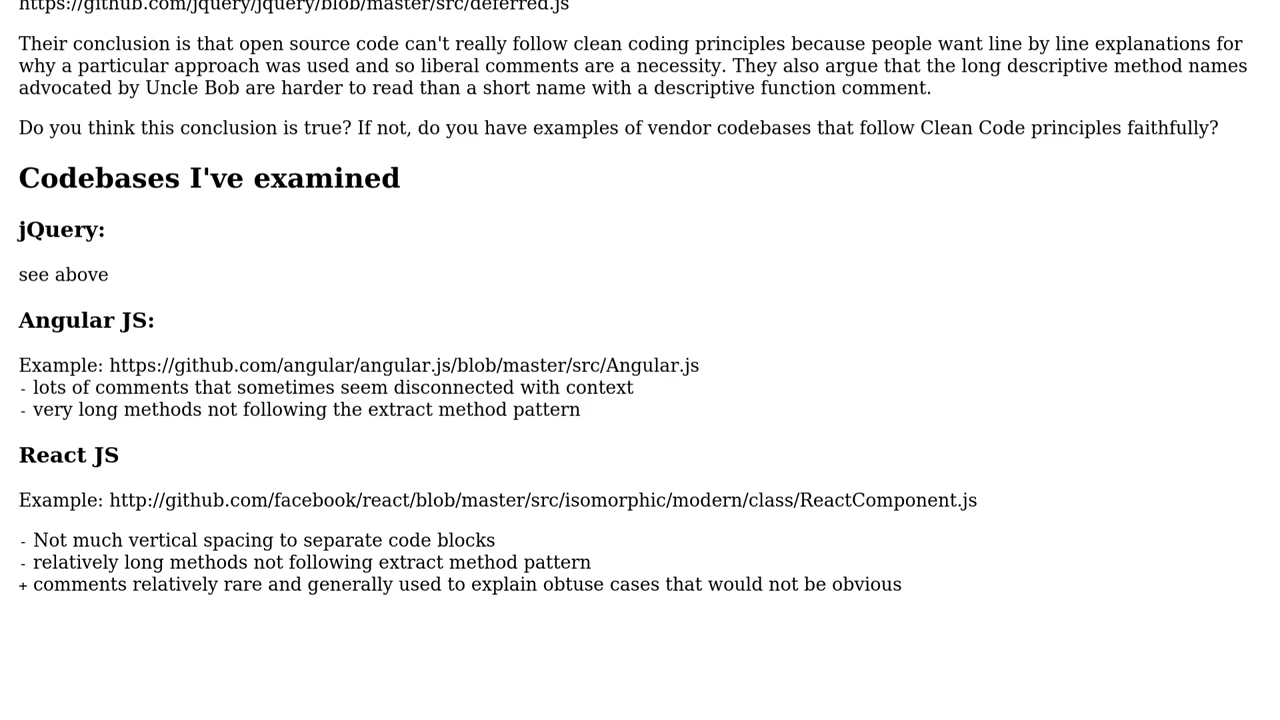 https://github.com/jquery/jquery/blob/master/src/deferred.js
Their conclusion is that open source code can't really follow clean coding principles because people want line by line explanations for
why a particular approach was used and so liberal comments are a necessity. They also argue that the long descriptive method names
advocated by Uncle Bob are harder to read than a short name with a descriptive function comment.
Do you think this conclusion is true? If not, do you have examples of vendor codebases that follow Clean Code principles faithfully?
Codebases I've examined
jQuery:
see above
Angular JS:
Example: https://github.com/angular/angular.js/blob/master/src/Angular.js
- lots of comments that sometimes seem disconnected with context
- very long methods not following the extract method pattern
React JS
Example: http://github.com/facebook/react/blob/master/src/isomorphic/modern/class/ReactComponent.js
- Not much vertical spacing to separate code blocks
- relatively long methods not following extract method pattern
+ comments relatively rare and generally used to explain obtuse cases that would not be obvious